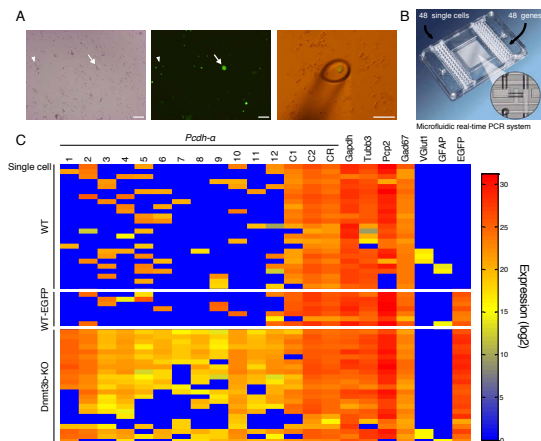 A
B
48 single cells
48 genes
Microfluidic real-time PCR system
C
Pcdh-α
1 2 3 4 5 6 7 8 9 10 11 12 C1 C2 CR Gapdh Tubb3 Pcp2 Gad67 VGlut1 GFAP EGFP
Single cell
WT
WT-EGFP
Dnmt3b-KO
30
25
20
15
10
5
0
Expression (log2)